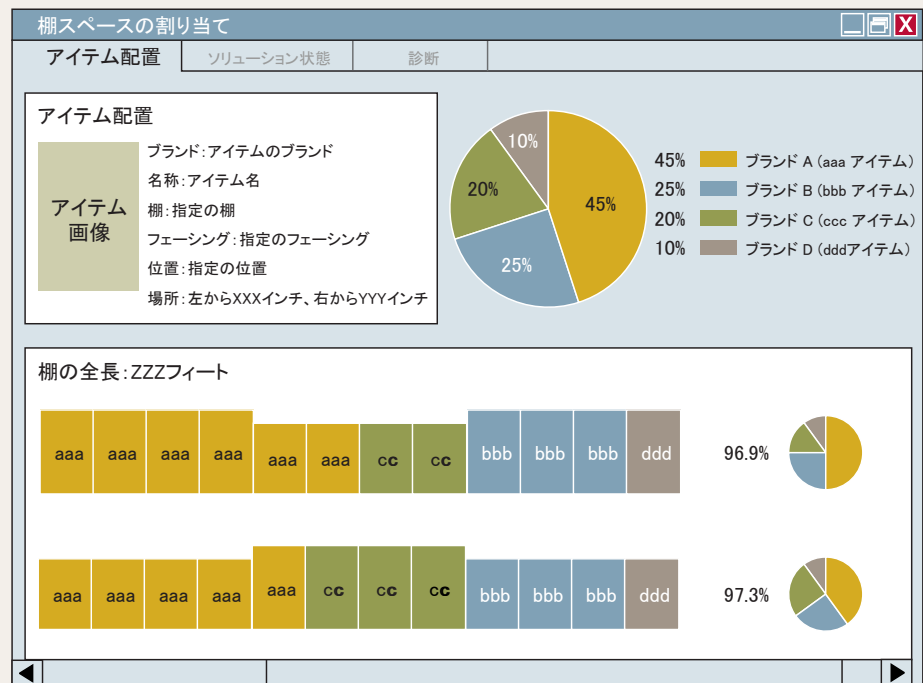 棚スペースの割り当て
アイテム配置 ソリューション状態 診断
アイテム配置
アイテム
画像
ブランド:アイテムのブランド
名称:アイテム名
棚:指定の棚
フェーシング:指定のフェーシング
位置:指定の位置
場所:左からXXXインチ、右からYYYインチ
10%
20%
45%
25%
45% ブランド A (aaa アイテム)
25% ブランド B (bbb アイテム)
20% ブランド C (ccc アイテム)
10% ブランド D (dddアイテム)
棚の全長:ZZZフィート
aaa aaa aaa aaa aaa aaa cc cc bbb bbb bbb ddd 96.9%
aaa aaa aaa aaa aaa cc cc cc bbb bbb bbb ddd 97.3%